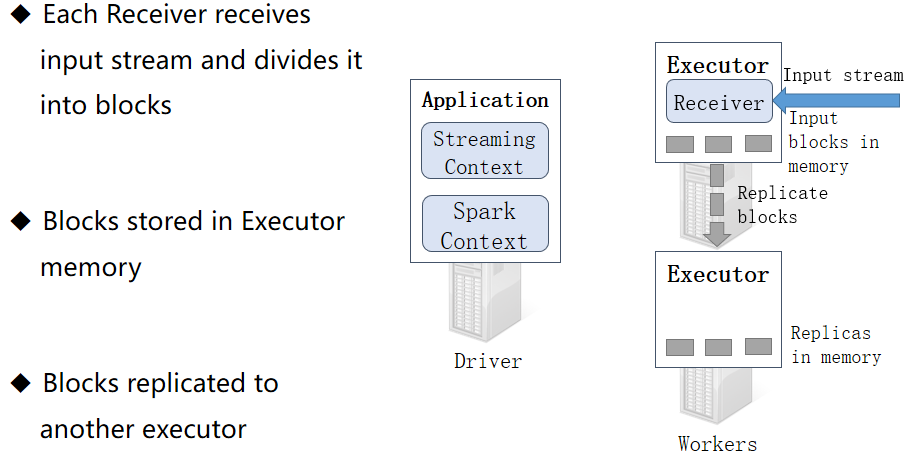 ◆ Each Receiver receives
input stream and divides it
into blocks
◆ Blocks stored in Executor
memory
◆ Blocks replicated to
another executor
Application
Streaming
Context
Spark
Context
Driver
Executor
Receiver
Input stream
Input
blocks in
memory
Replicate
blocks
Executor
Replicas
in memory
Workers